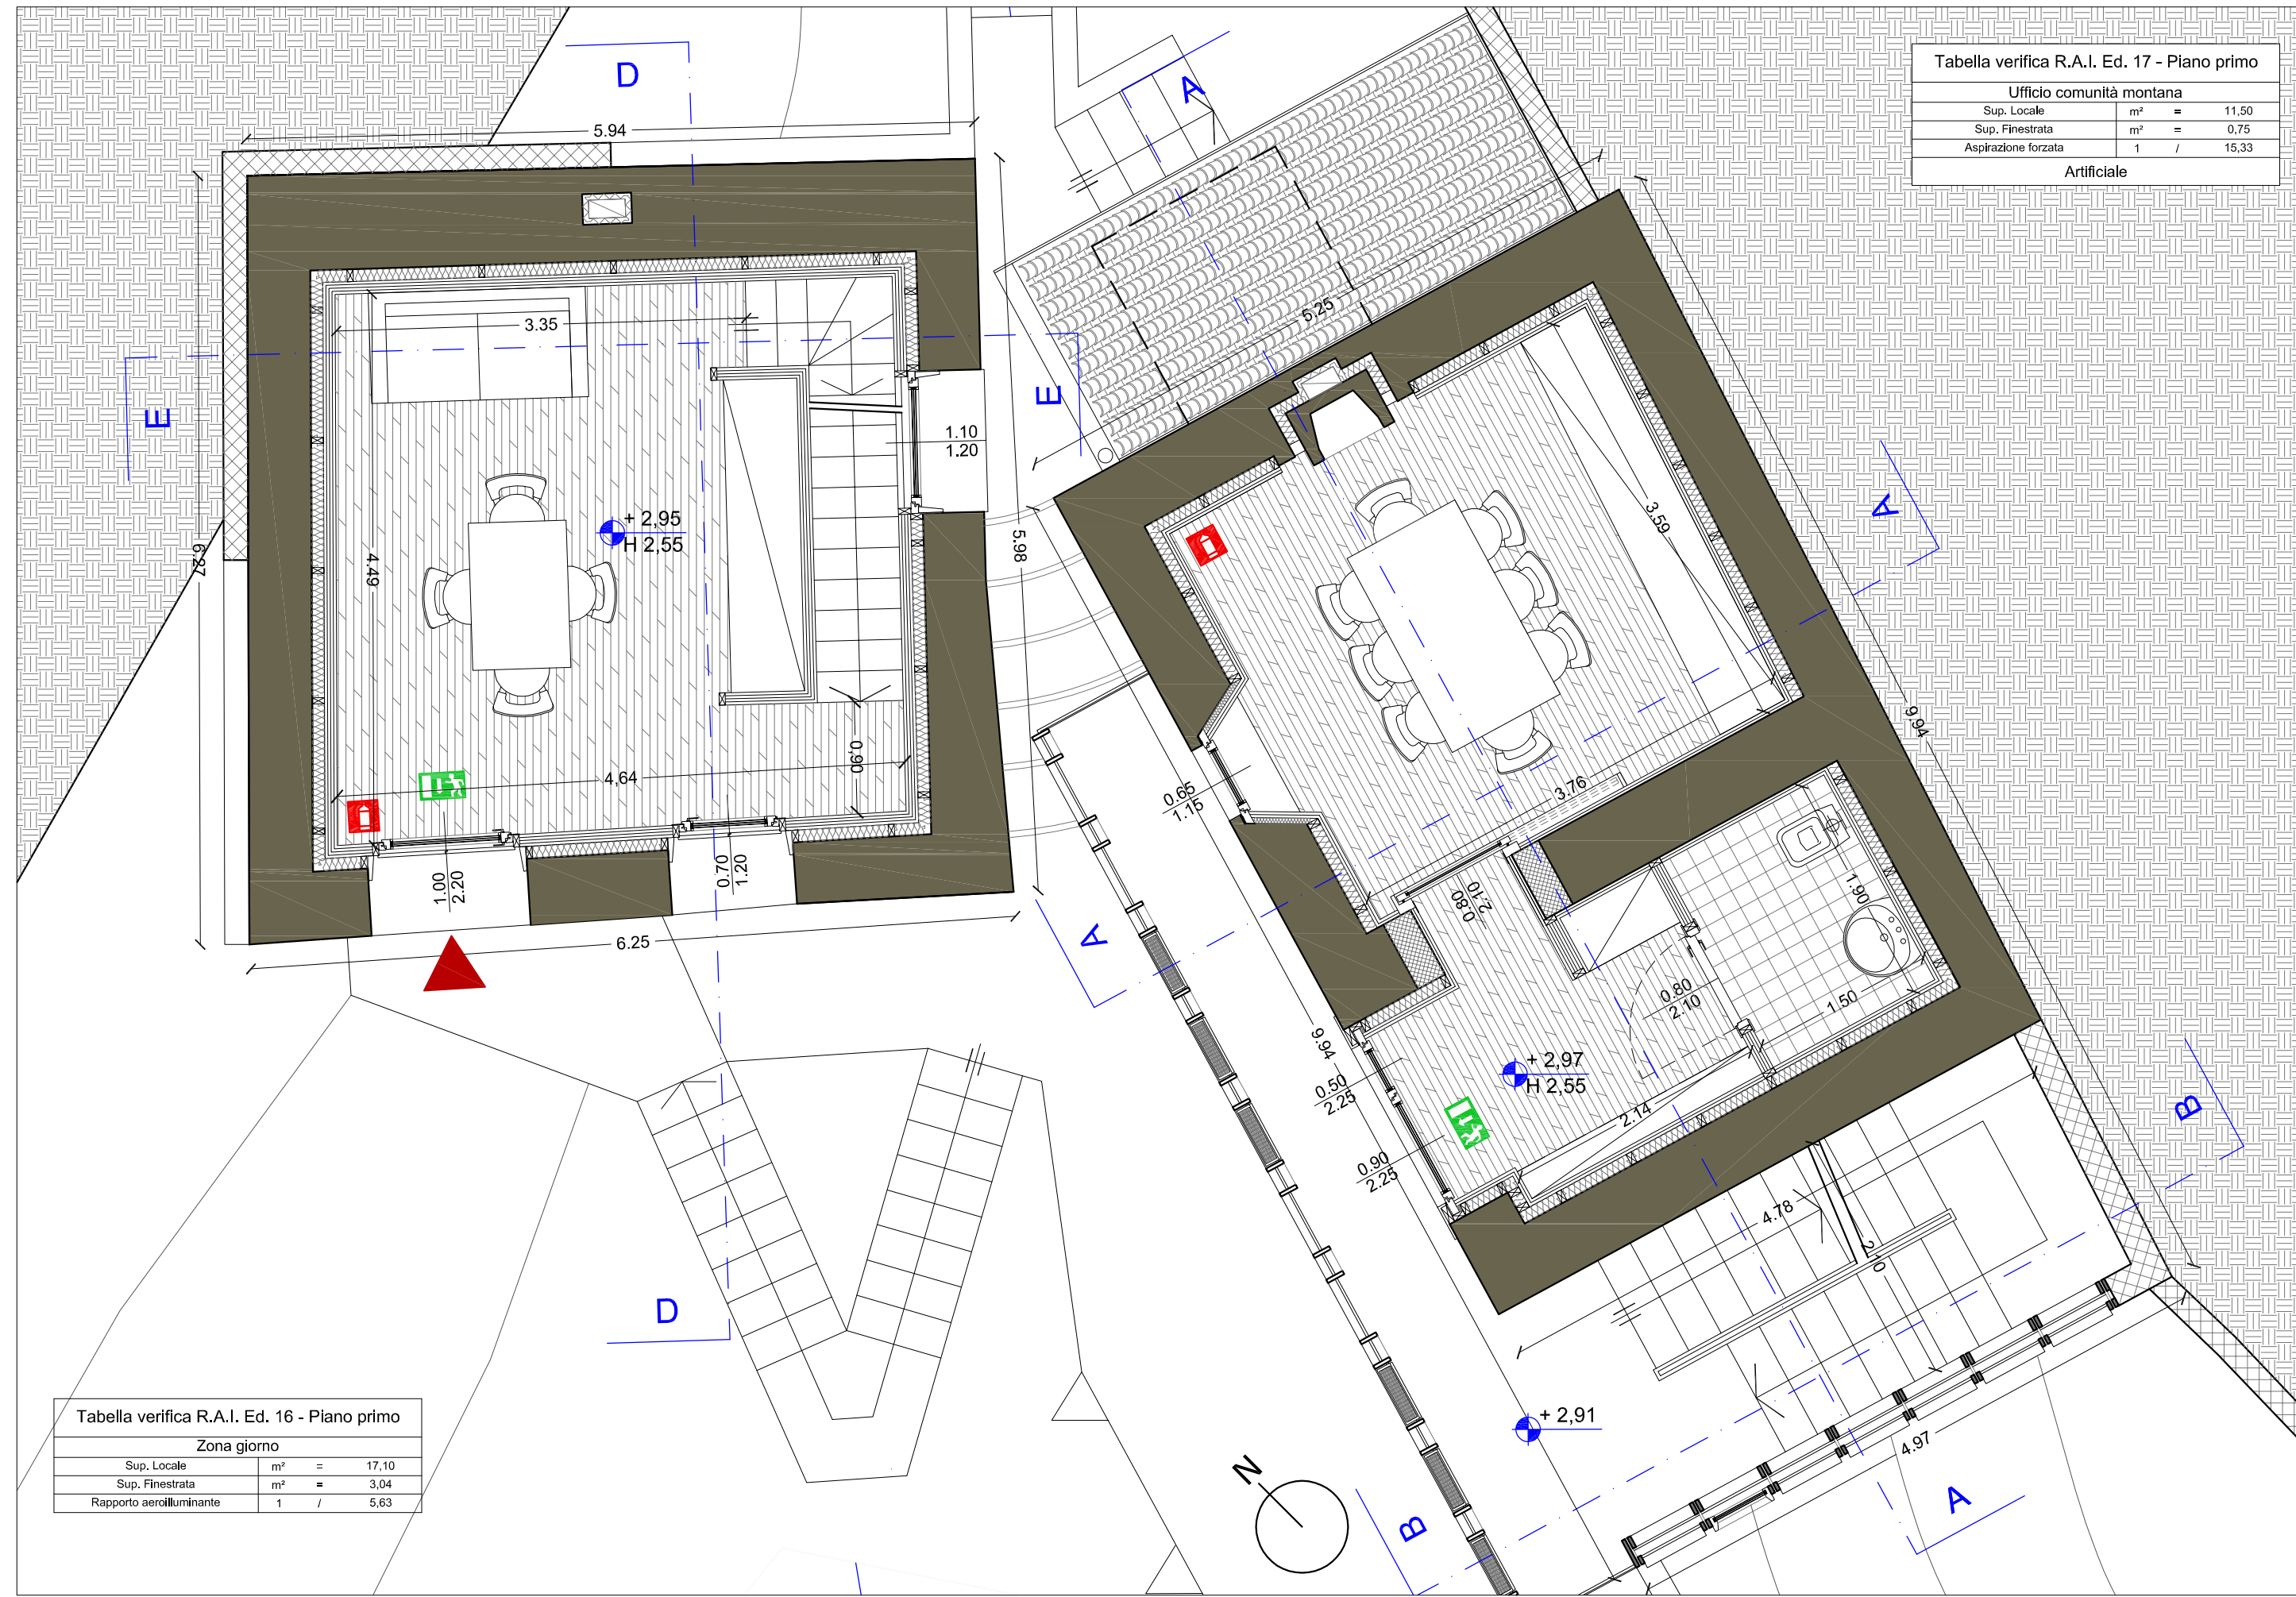 D
A
Tabella verifica R.A.I. Ed. 17 - Piano primo
Ufficio comunità montana
Sup. Locale m² = 11,50
Sup. Finestrata m² = 0,75
Aspirazione forzata 1 / 15,33
Artificiale
5.94
3.35
5.25
E
E
1.10
1.20
3.59
A
+ 2,95
H 2,55
6.27
4.49
5.98
9.94
0,90
4,64
0.65
1.15
3.76
1.00
2.20
0.70
1.20
0.80
2.10
1.90
6.25
A
0.80
2.10
1.50
9.94
+ 2,97
H 2,55
0.50
2.25
2.14
B
0.90
2.25
4.78
2.10
D
+ 2,91
4.97
Tabella verifica R.A.I. Ed. 16 - Piano primo
Zona giorno
Sup. Locale m² = 17,10
Sup. Finestrata m² = 3,04
Rapporto aeroilluminante 1 / 5,63
N
B
A